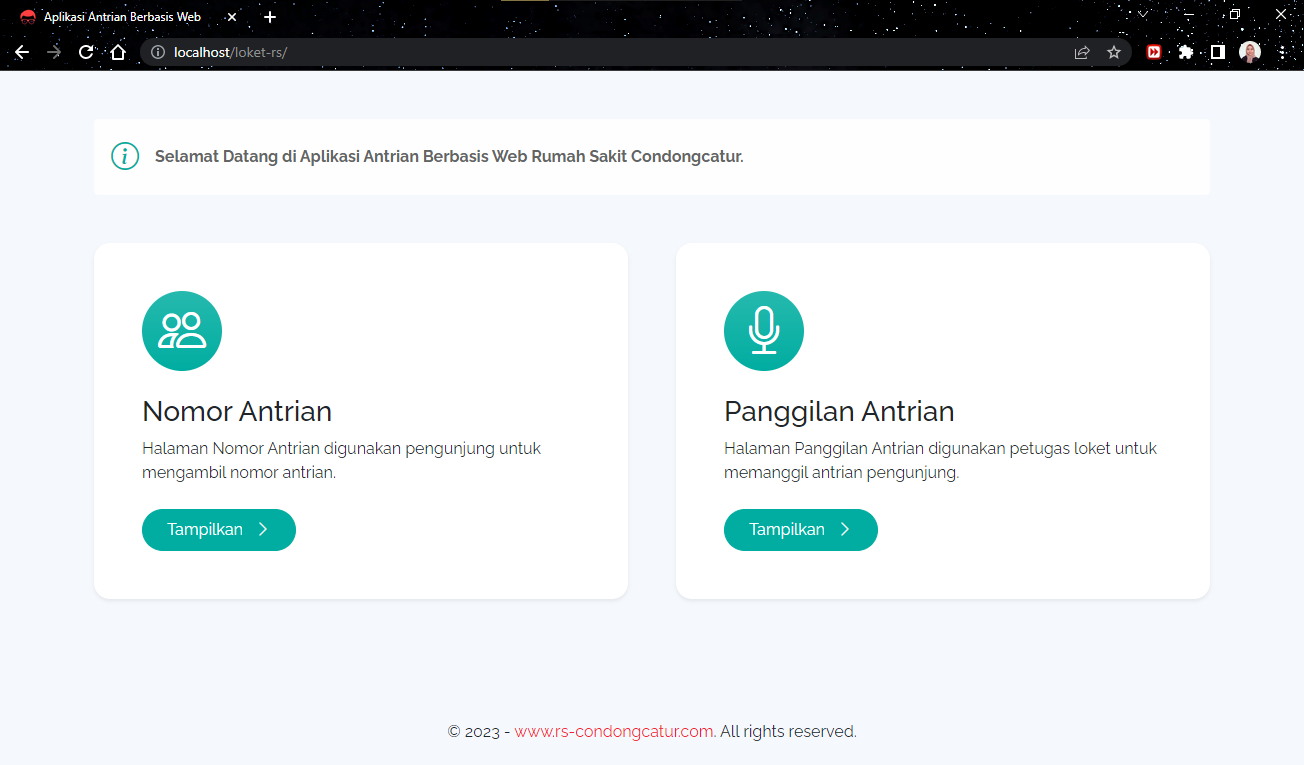 Aplikasi Antrian Berbasis Web
localhost/loket-rs/
Selamat Datang di Aplikasi Antrian Berbasis Web Rumah Sakit Condongcatur.
Nomor Antrian
Halaman Nomor Antrian digunakan pengunjung untuk
mengambil nomor antrian.
Tampilkan
Panggilan Antrian
Halaman Panggilan Antrian digunakan petugas loket untuk
memanggil antrian pengunjung.
Tampilkan
© 2023 - www.rs-condongcatur.com. All rights reserved.